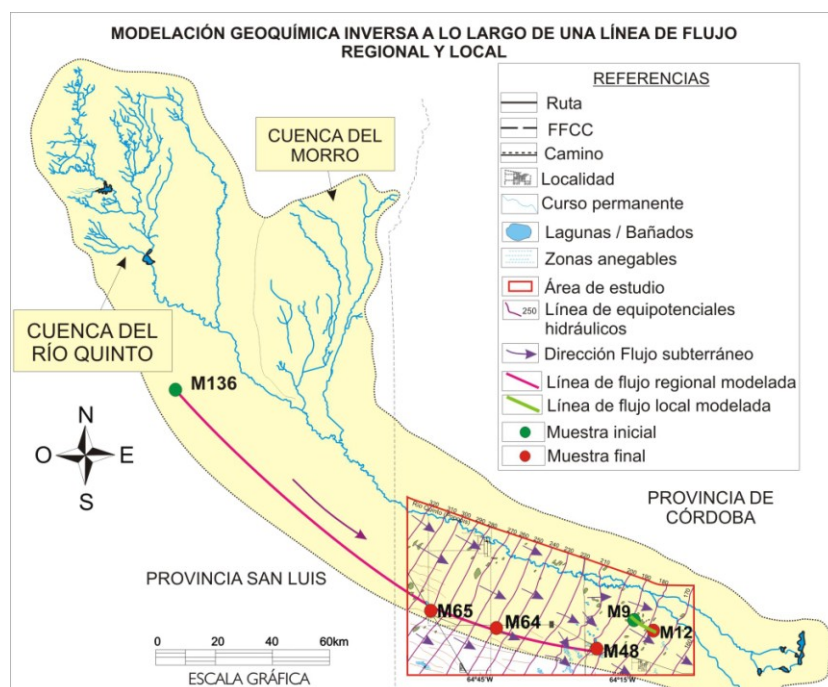 MODELACIÓN GEOQUÍMICA INVERSA A LO LARGO DE UNA LÍNEA DE FLUJO
REGIONAL Y LOCAL
REFERENCIAS
Ruta
FFCC
Camino
Localidad
Curso permanente
Lagunas / Bañados
Zonas anegables
Área de estudio
250
Línea de equipotenciales
hidráulicos
Dirección Flujo subterráneo
Línea de flujo regional modelada
Línea de flujo local modelada
Muestra inicial
Muestra final
CUENCA DEL
MORRO
CUENCA DEL
RÍO QUINTO
M136
N
O E
S
PROVINCIA DE
CÓRDOBA
PROVINCIA SAN LUIS
M65
M64
M48
M9
M12
0 20 40 60km
ESCALA GRÁFICA
64°45'W
64°15'W